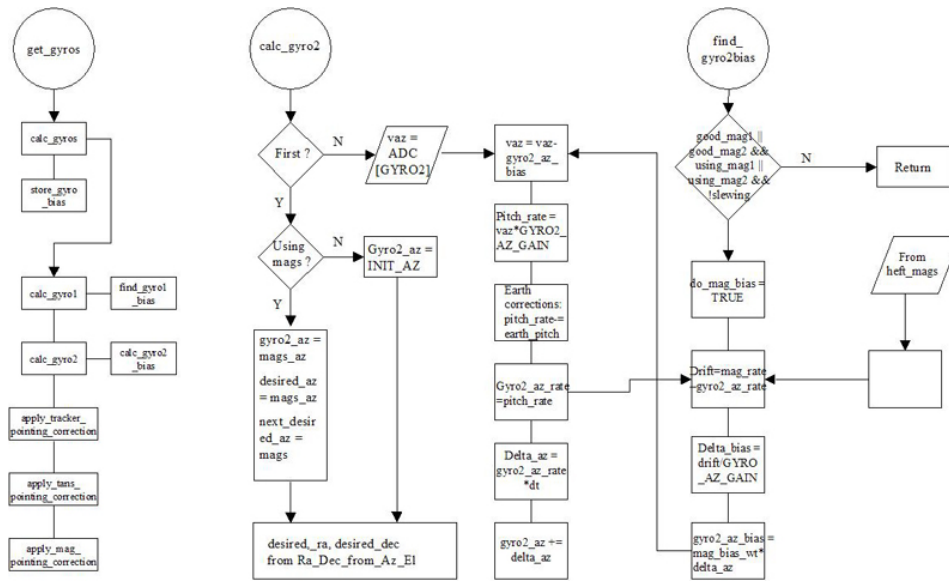 get_gyros
calc_gyros
store_gyro
_bias
calc_gyro1
find_gyro1
_bias
calc_gyro2
calc_gyro2
_bias
apply_tracker_
pointing_correction
apply_tans_
pointing_correction
apply_mag_
pointing_correction
calc_gyro2
First ?
N
Y
vaz =
ADC
[GYRO2]
Using
mags ?
N
Y
Gyro2_az =
INIT_AZ
gyro2_az =
mags_az
desired_az
= mags_az
next_desir
ed_az =
mags
desired,_ra, desired_dec
from Ra_Dec_from_Az_El
vaz = vaz-
gyro2_az_
bias
Pitch_rate =
vaz*GYRO2_
AZ_GAIN
Earth
corrections:
pitch_rate-=
earth_pitch
Gyro2_az_rate
=pitch_rate
Delta_az =
gyro2_az_rate
*dt
gyro2_az +=
delta_az
find_
gyro2bias
good_mag1 ||
good_mag2 &&
using_mag1 ||
using_mag2 &&
!slewing
N
Return
do_mag_bias =
TRUE
From
heft_mags
Drift=mag_rate
-gyro2_az_rate
Delta_bias =
drift/GYRO
_AZ_GAIN
gyro2_az_bias =
mag_bias_wt*
delta_az